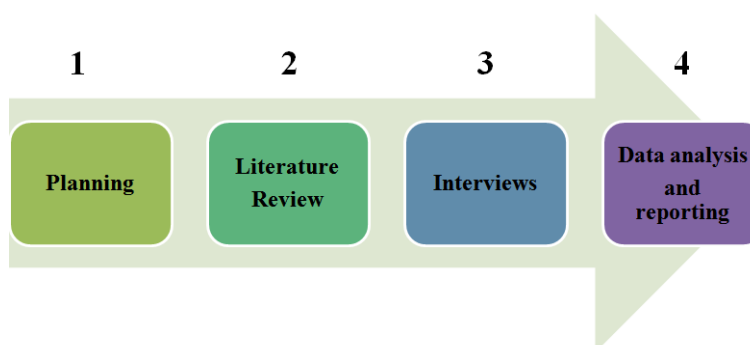 1
2
3
4
Planning
Literature
Review
Interviews
Data analysis
and
reporting